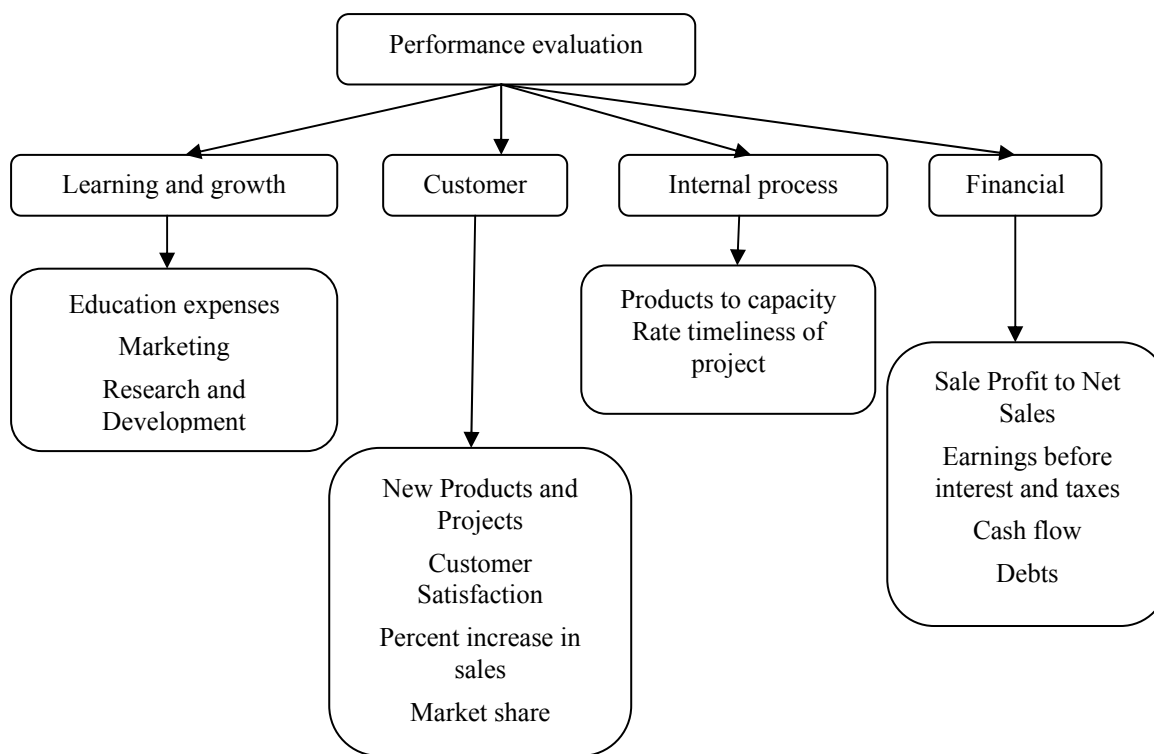 Performance evaluation
Learning and growth
Customer
Internal process
Financial
Education expenses
Marketing
Research and
Development
New Products and
Projects
Customer
Satisfaction
Percent increase in
sales
Market share
Products to capacity
Rate timeliness of
project
Sale Profit to Net
Sales
Earnings before
interest and taxes
Cash flow
Debts